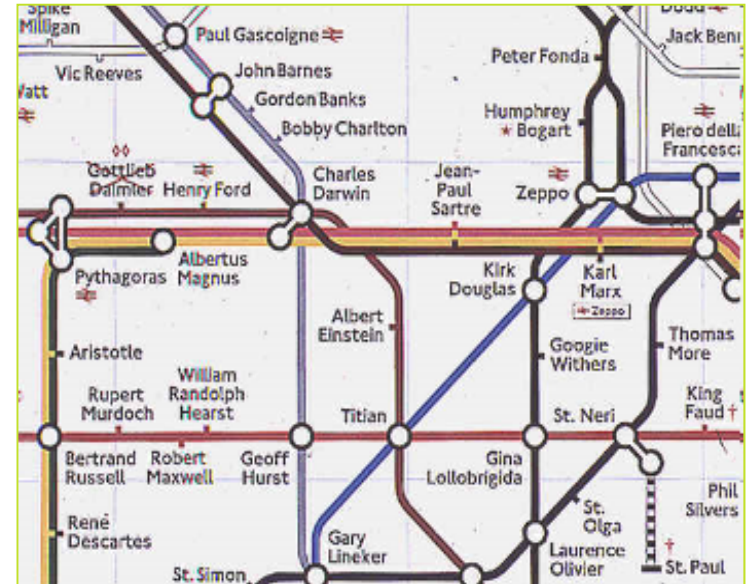 Spike
Milligan
Paul Gascoigne
Vic Reeves
John Barnes
Gordon Banks
Bobby Charlton
Peter Fonda
Humphrey
Bogart
Jack
Piero della
Gottlieb
Daimler
Henry Ford
Charles
Darwin
Jean-
Paul
Sartre
Zeppo
Pythagoras
Albertus
Magnus
Kirk
Douglas
Karl
Marx
Zeppo
Albert
Einstein
Aristotle
Googie
Withers
Thomas
More
Rupert
Murdoch
William
Randolph
Hearst
Titian
St. Neri
King
Faud
Bertrand
Russell
Robert
Maxwell
Geoff
Hurst
Gina
Lollobrigida
Phil
Silvers
René
Descartes
St.
Olga
Gary
Lineker
Laurence
Olivier
St. Simon
St. Paul